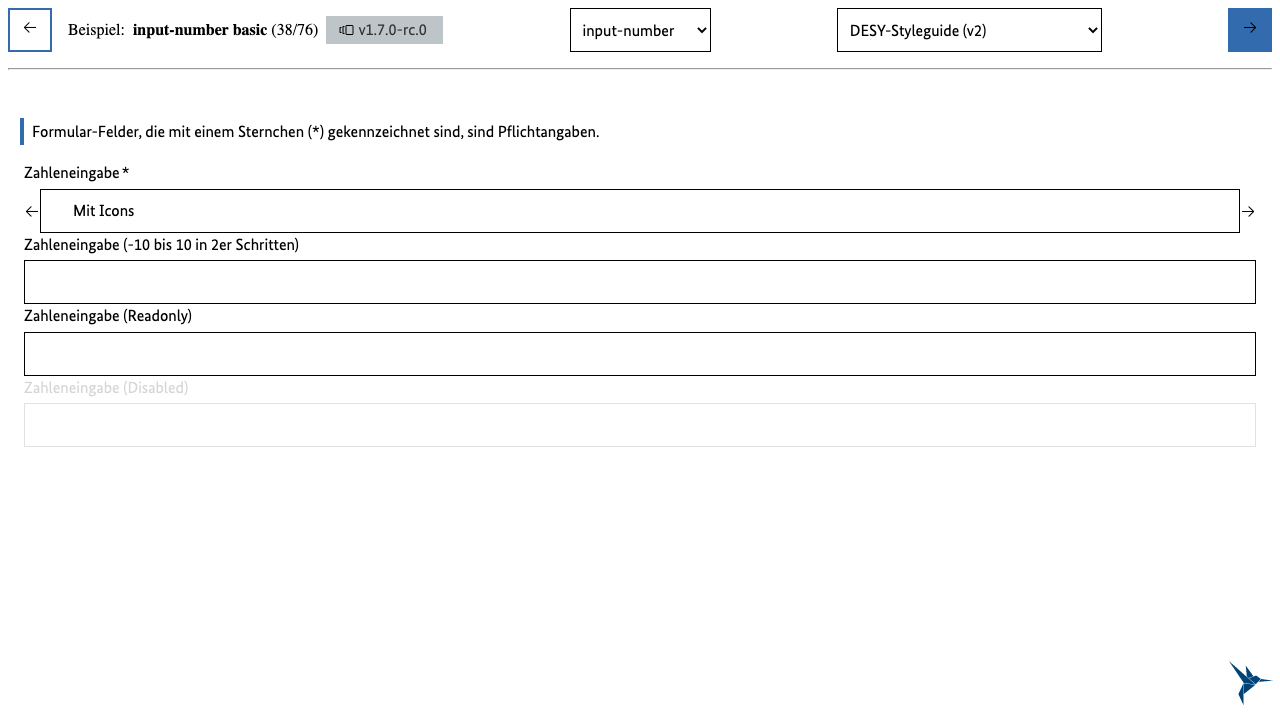 ← Beispiel: input-number basic (38/76) v1.7.0-rc.0 input-number DESY-Styleguide (v2) →
Formular-Felder, die mit einem Sternchen (*) gekennzeichnet sind, sind Pflichtangaben.
Zahleneingabe *
← Mit Icons →
Zahleneingabe (-10 bis 10 in 2er Schritten)
Zahleneingabe (Readonly)
Zahleneingabe (Disabled)